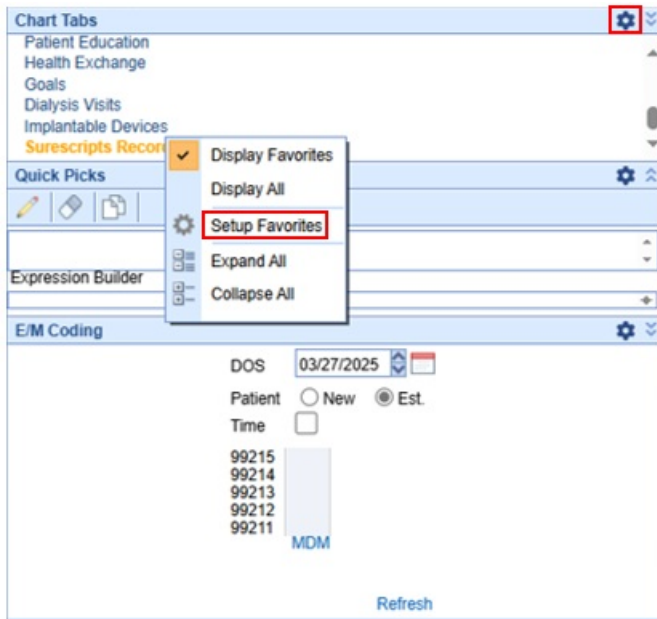 Chart Tabs
Patient Education
Health Exchange
Goals
Dialysis Visits
Implantable Devices
Surescripts Recor
Display Favorites
Display All
Setup Favorites
Expand All
Collapse All
Quick Picks
Expression Builder
E/M Coding
DOS 03/27/2025
Patient New Est.
Time
99215
99214
99213
99212
99211
MDM
Refresh